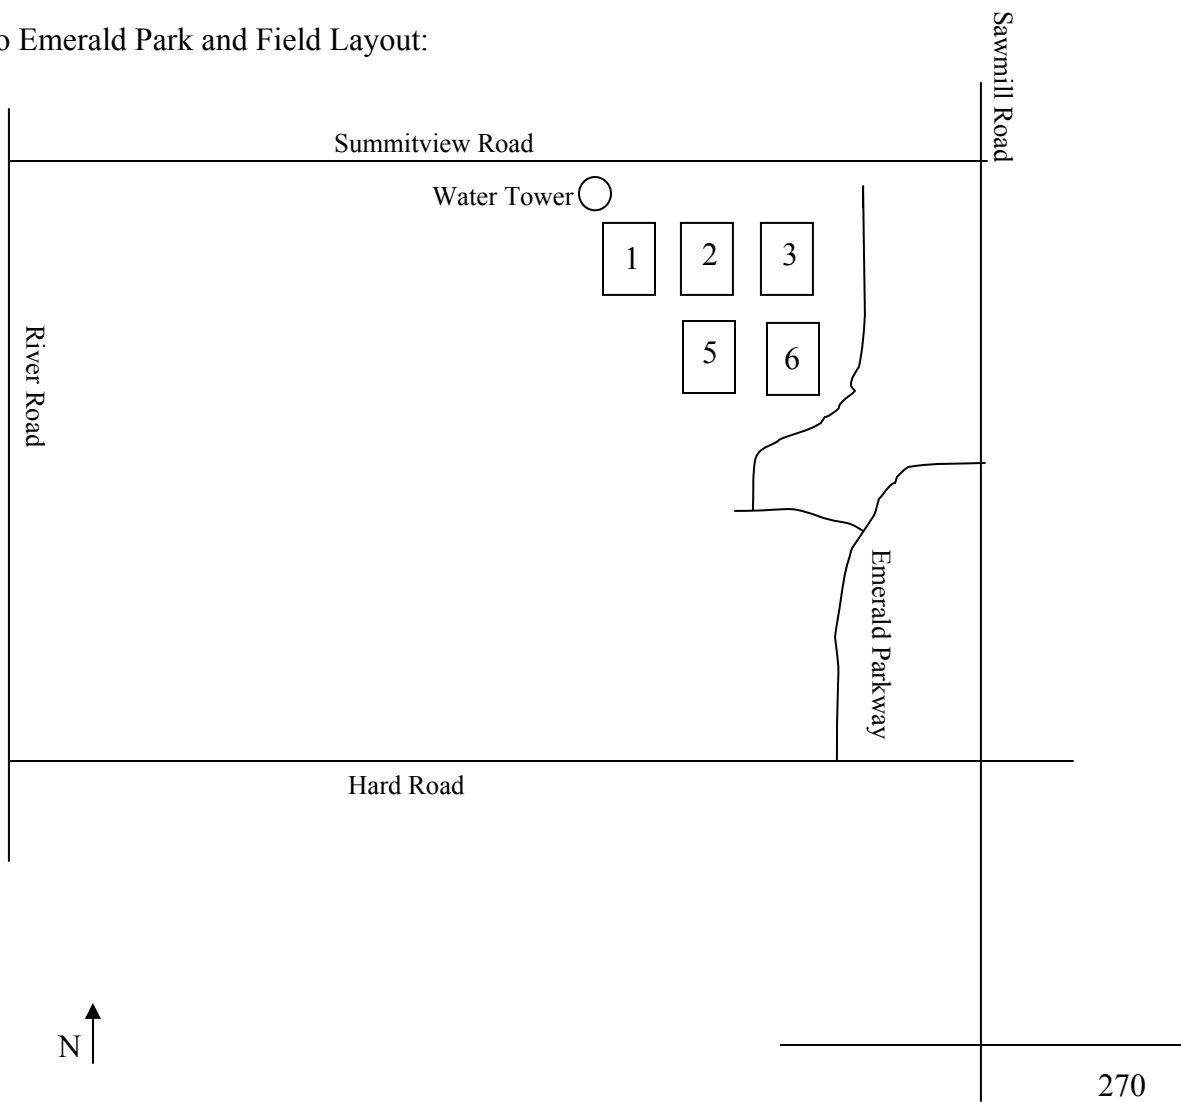 o Emerald Park and Field Layout:
Sawmill Road
Summitview Road
Water Tower
1 2 3
River Road
5 6
Emerald Parkway
Hard Road
N
270